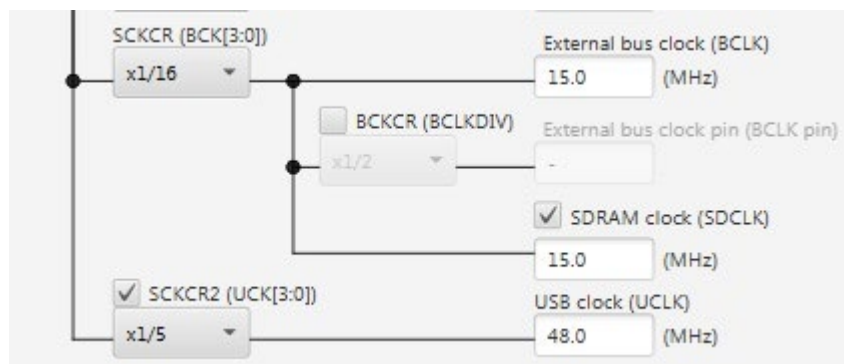 SCKCR (BCK[3:0])
External bus clock (BCLK)
x1/16
15.0 (MHz)
BCKCR (BCLKDIV)
External bus clock pin (BCLK pin)
x1/2
-
SDRAM clock (SDCLK)
15.0 (MHz)
SCKCR2 (UCK[3:0])
USB clock (UCLK)
x1/5
48.0 (MHz)